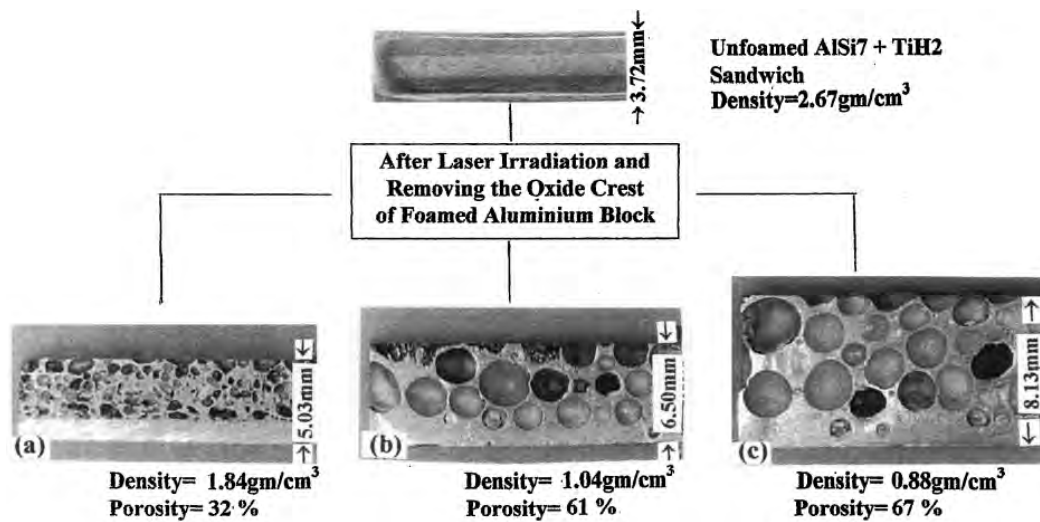 3.72mm
Unfoamed AlSi7 + TiH2
Sandwich
Density=2.67gm/cm³
After Laser Irradiation and
Removing the Oxide Crest
of Foamed Aluminium Block
(a)
5.03mm
Density= 1.84gm/cm³
Porosity= 32 %
(b)
6.50mm
Density= 1.04gm/cm³
Porosity= 61 %
(c)
8.13mm
Density= 0.88gm/cm³
Porosity= 67 %